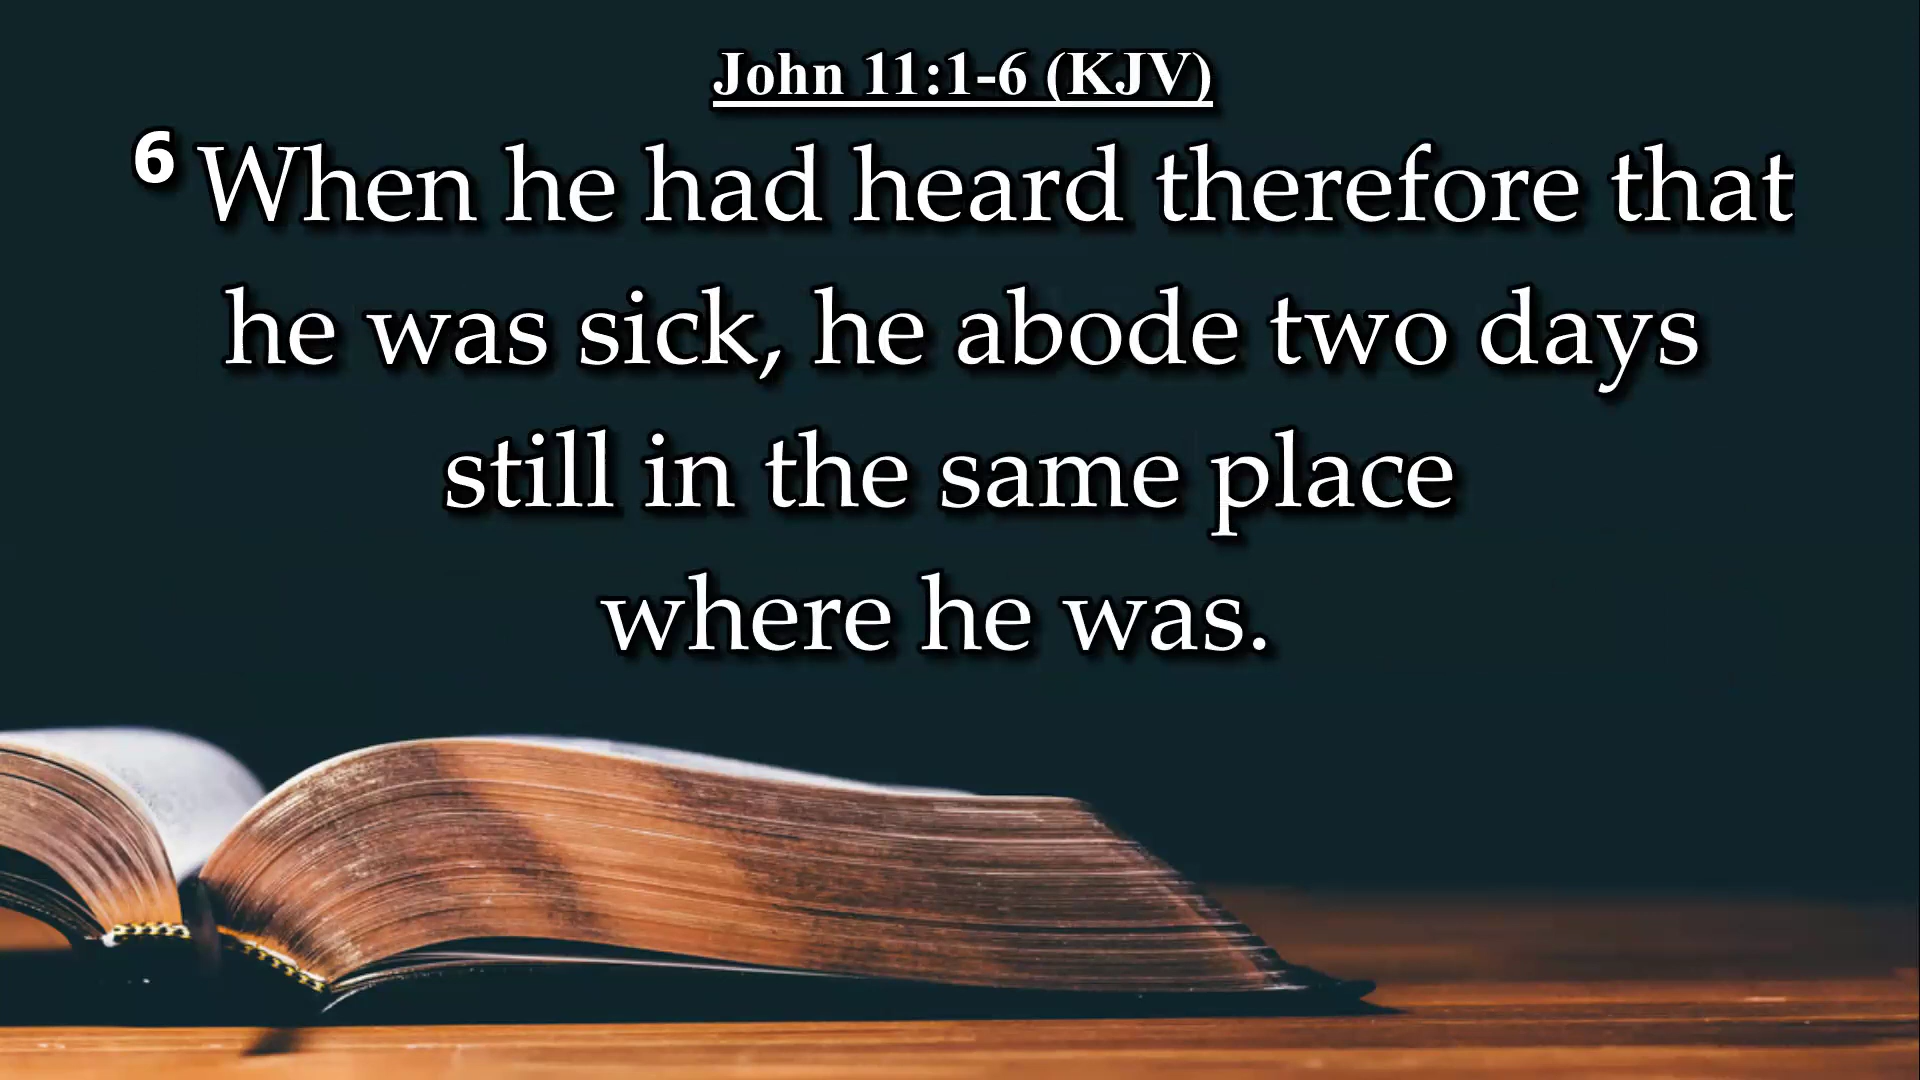 John 11:1-6 (KJV)
6 When he had heard therefore that
he was sick, he abode two days
still in the same place
where he was.